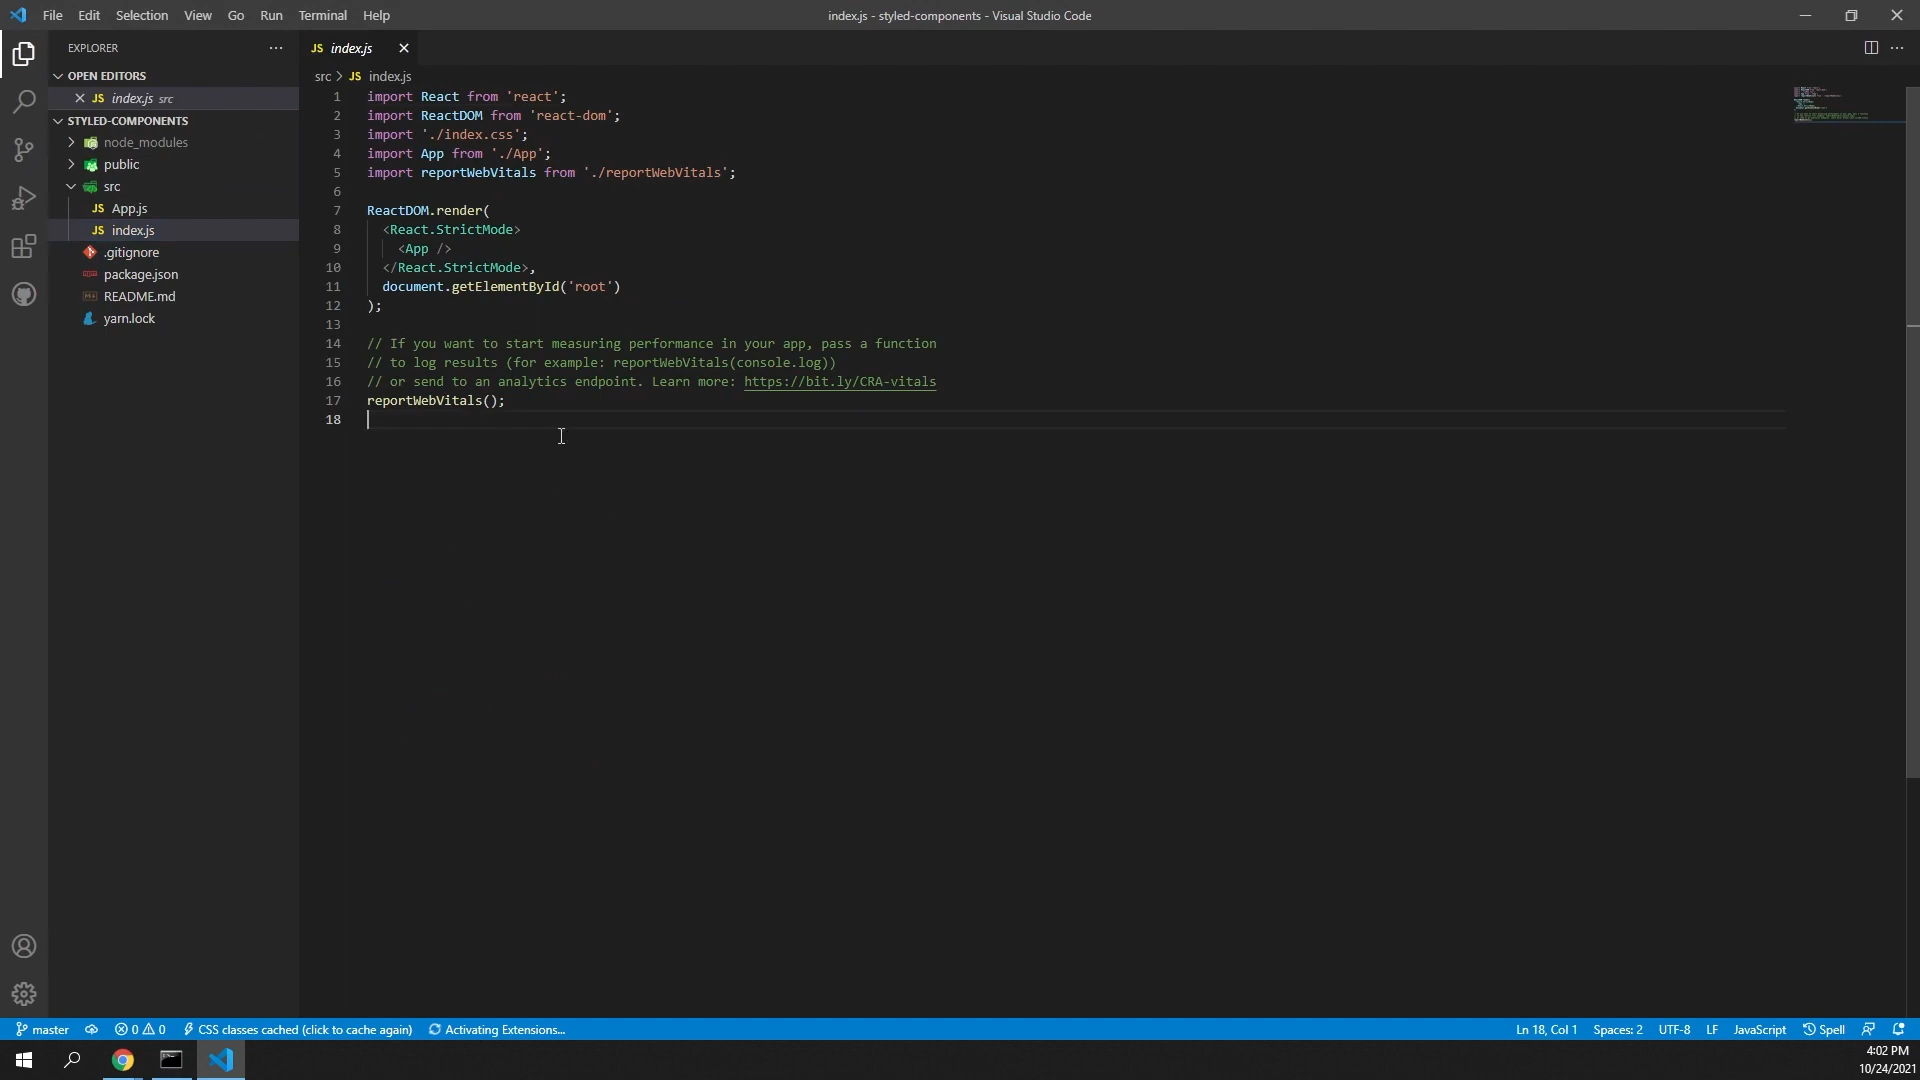 File Edit Selection View Go Run Terminal Help
index.js - styled-components - Visual Studio Code
EXPLORER
OPEN EDITORS
JS index.js src
STYLED-COMPONENTS
node_modules
public
src
JS App.js
JS index.js
.gitignore
package.json
README.md
yarn.lock
JS index.js
src > JS index.js
1 import React from 'react';
2 import ReactDOM from 'react-dom';
3 import './index.css';
4 import App from './App';
5 import reportWebVitals from './reportWebVitals';
6
7 ReactDOM.render(
8 <React.StrictMode>
9 <App />
10 </React.StrictMode>,
11 document.getElementById('root')
12 );
13
14 // If you want to start measuring performance in your app, pass a function
15 // to log results (for example: reportWebVitals(console.log))
16 // or send to an analytics endpoint. Learn more: https://bit.ly/CRA-vitals
17 reportWebVitals();
18
master 0 0 CSS classes cached (click to cache again) Activating Extensions...
Ln 18, Col 1 Spaces: 2 UTF-8 LF JavaScript Spell
4:02 PM
10/24/2021